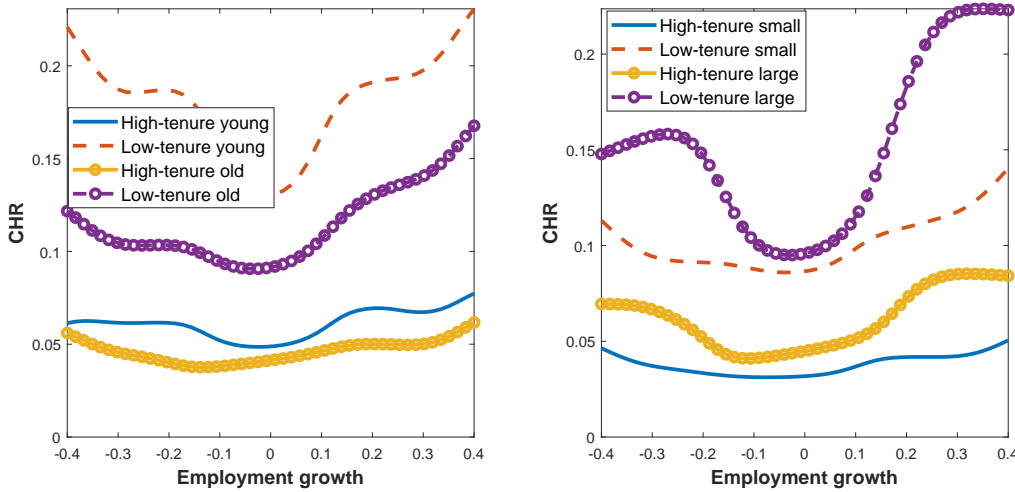 0.2
0.15
0.1
0.05
0
CHR
High-tenure young
Low-tenure young
High-tenure old
Low-tenure old
-0.4 -0.3 -0.2 -0.1 0 0.1 0.2 0.3 0.4
Employment growth
0.2
0.15
0.1
0.05
0
CHR
High-tenure small
Low-tenure small
High-tenure large
Low-tenure large
-0.4 -0.3 -0.2 -0.1 0 0.1 0.2 0.3 0.4
Employment growth